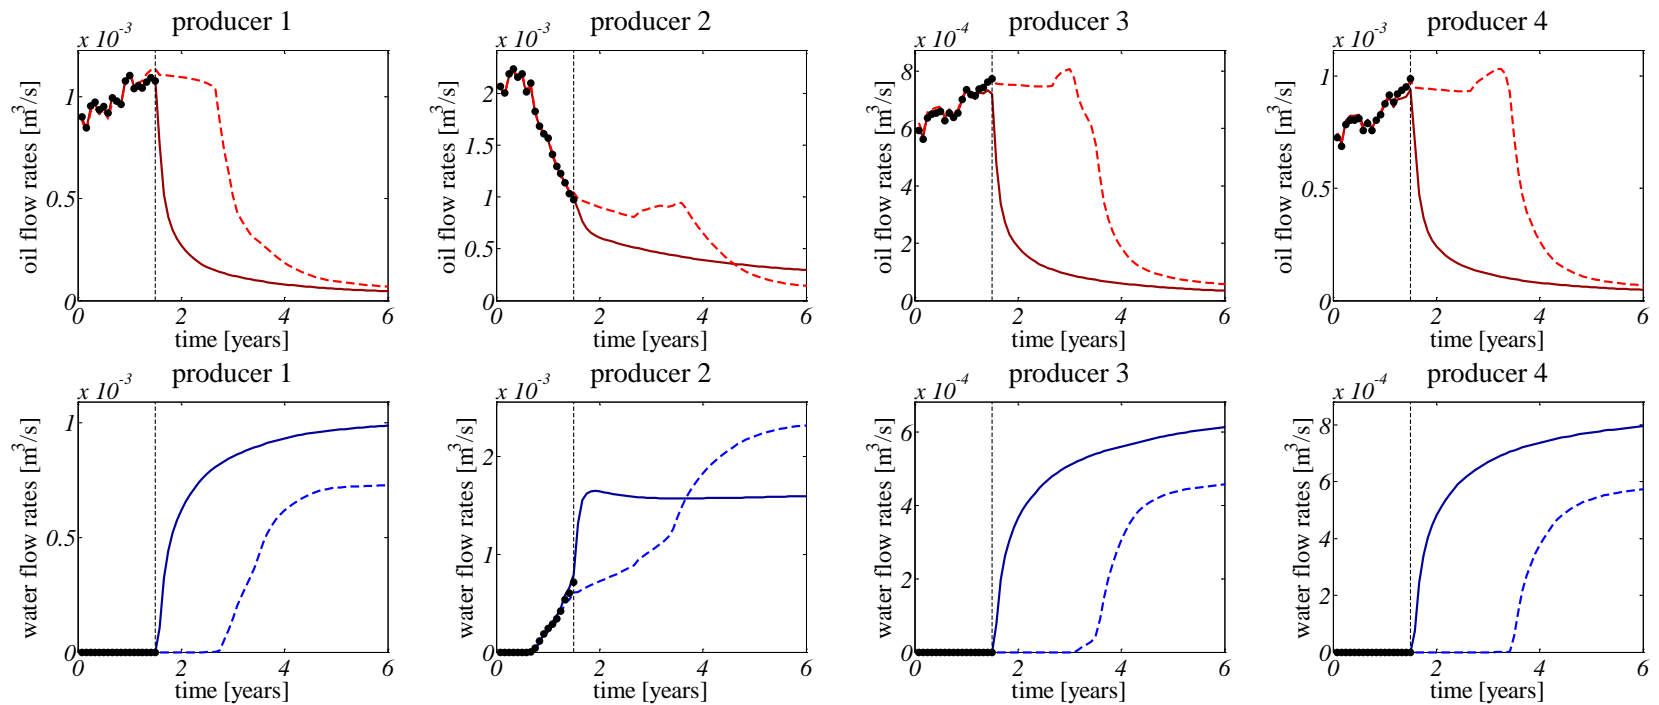 producer 1
x 10^-3
oil flow rates [m^3/s]
1
0.5
0
0 2 4 6
time [years]
producer 2
x 10^-3
oil flow rates [m^3/s]
2
1.5
1
0.5
0
0 2 4 6
time [years]
producer 3
x 10^-4
oil flow rates [m^3/s]
8
6
4
2
0
0 2 4 6
time [years]
producer 4
x 10^-3
oil flow rates [m^3/s]
1
0.5
0
0 2 4 6
time [years]
producer 1
x 10^-3
water flow rates [m^3/s]
1
0.5
0
0 2 4 6
time [years]
producer 2
x 10^-3
water flow rates [m^3/s]
2
1
0
0 2 4 6
time [years]
producer 3
x 10^-4
water flow rates [m^3/s]
6
4
2
0
0 2 4 6
time [years]
producer 4
x 10^-4
water flow rates [m^3/s]
8
6
4
2
0
0 2 4 6
time [years]